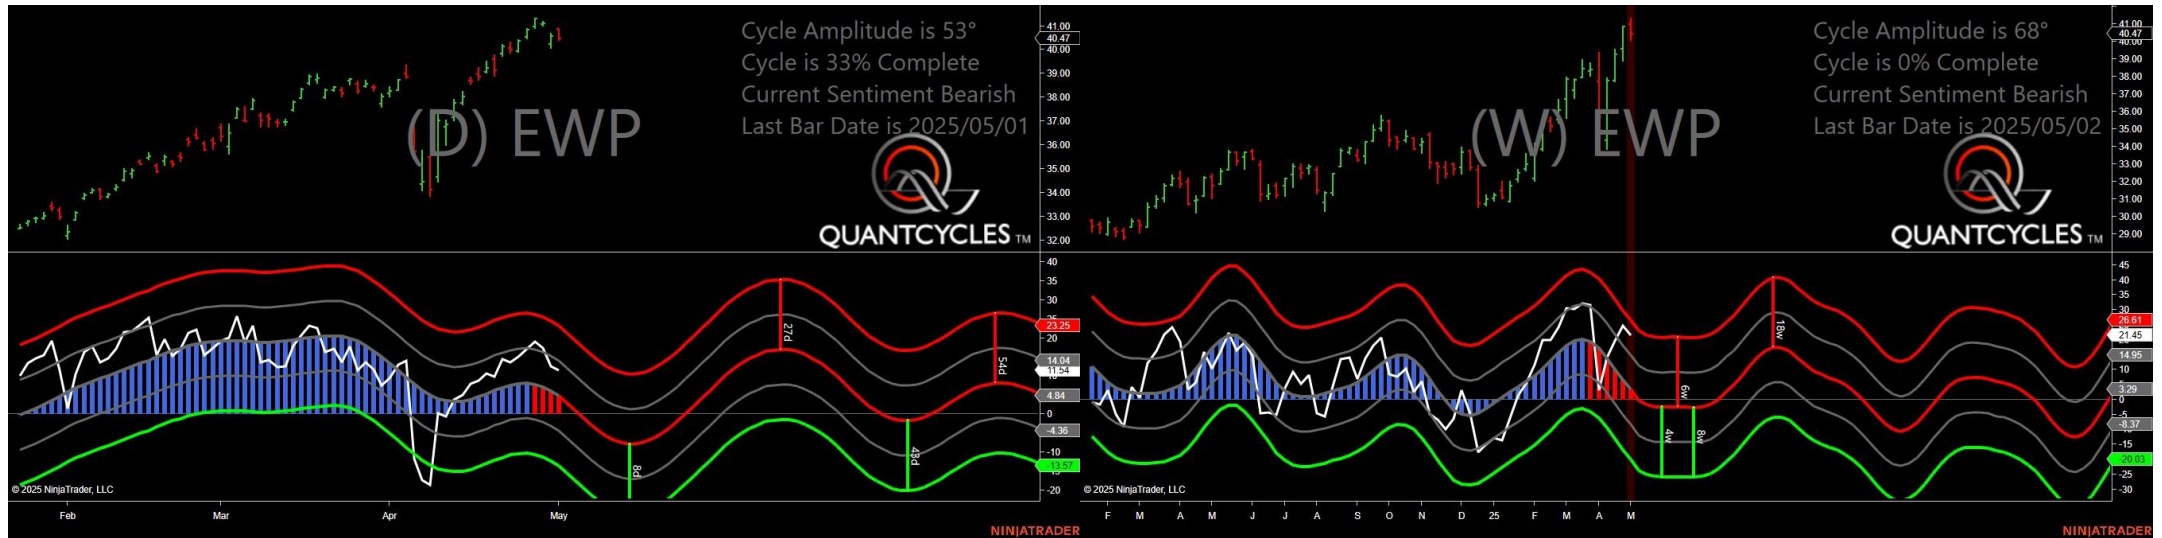 Cycle Amplitude is 53°
Cycle is 33% Complete
Current Sentiment Bearish
Last Bar Date is 2025/05/01
(D) EWP
QUANTCYCLES TM
41.00
40.47
40.00
39.00
38.00
37.00
36.00
35.00
34.00
33.00
32.00
40
35
30
25
23.25
20
14.04
11.54
4.84
0
-4.36
-10
-13.57
-20
27d
54d
8d
43d
© 2025 NinjaTrader, LLC
Feb Mar Apr May
NINJATRADER
Cycle Amplitude is 68°
Cycle is 0% Complete
Current Sentiment Bearish
Last Bar Date is 2025/05/02
(W) EWP
QUANTCYCLES TM
41.00
40.47
40.00
39.00
38.00
37.00
36.00
35.00
34.00
33.00
32.00
31.00
30.00
29.00
45
35
30
26.61
21.45
14.95
10
3.29
0
-5
-8.37
-15
-20.03
-25
-30
18w
6w
4w
8w
© 2025 NinjaTrader, LLC
F M A M J J A S O N D 25 F M A M
NINJATRADER